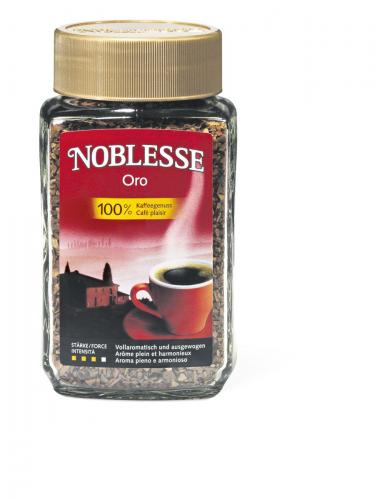 NOBLESSE
Oro
100% Kaffeegenuss
Café plaisir
STÄRKE/FORCE
INTENSITÀ
Vollaromatisch und ausgewogen
Arôme plein et harmonieux
Aroma pieno e armonioso